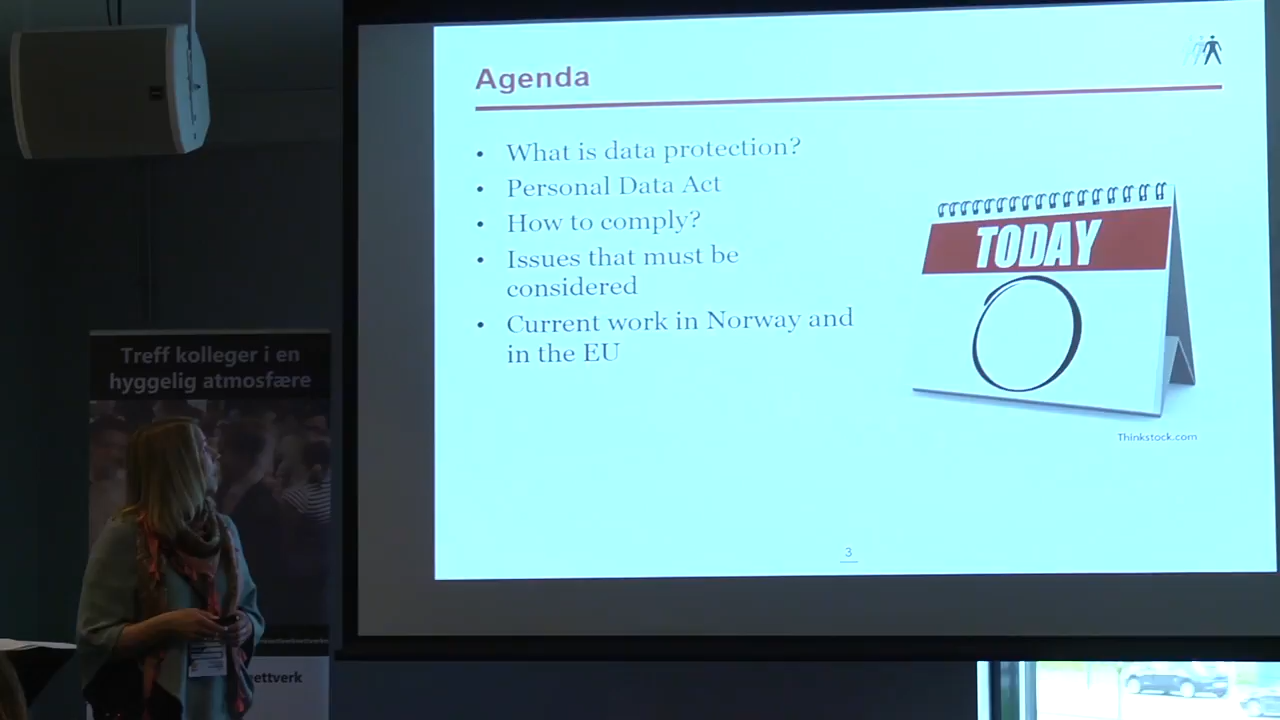 Agenda
• What is data protection?
• Personal Data Act
• How to comply?
• Issues that must be
considered
• Current work in Norway and
in the EU
TODAY
Thinkstock.com
3
Treff kolleger i en
hyggelig atmosfære